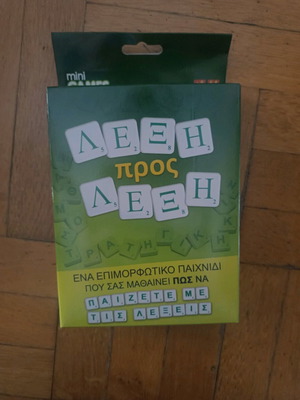 mini
GAMES
ΛΕΞΗ
προς
ΛΕΞΗ
ΕΝΑ ΕΠΙΜΟΡΦΩΤΙΚΟ ΠΑΙΧΝΙΔΙ
ΠΟΥ ΣΑΣ ΜΑΘΑΙΝΕΙ ΠΩΣ ΝΑ
ΠΑΙΖΕΤΕ ΜΕ
ΤΙΣ ΛΕΞΕΙΣ